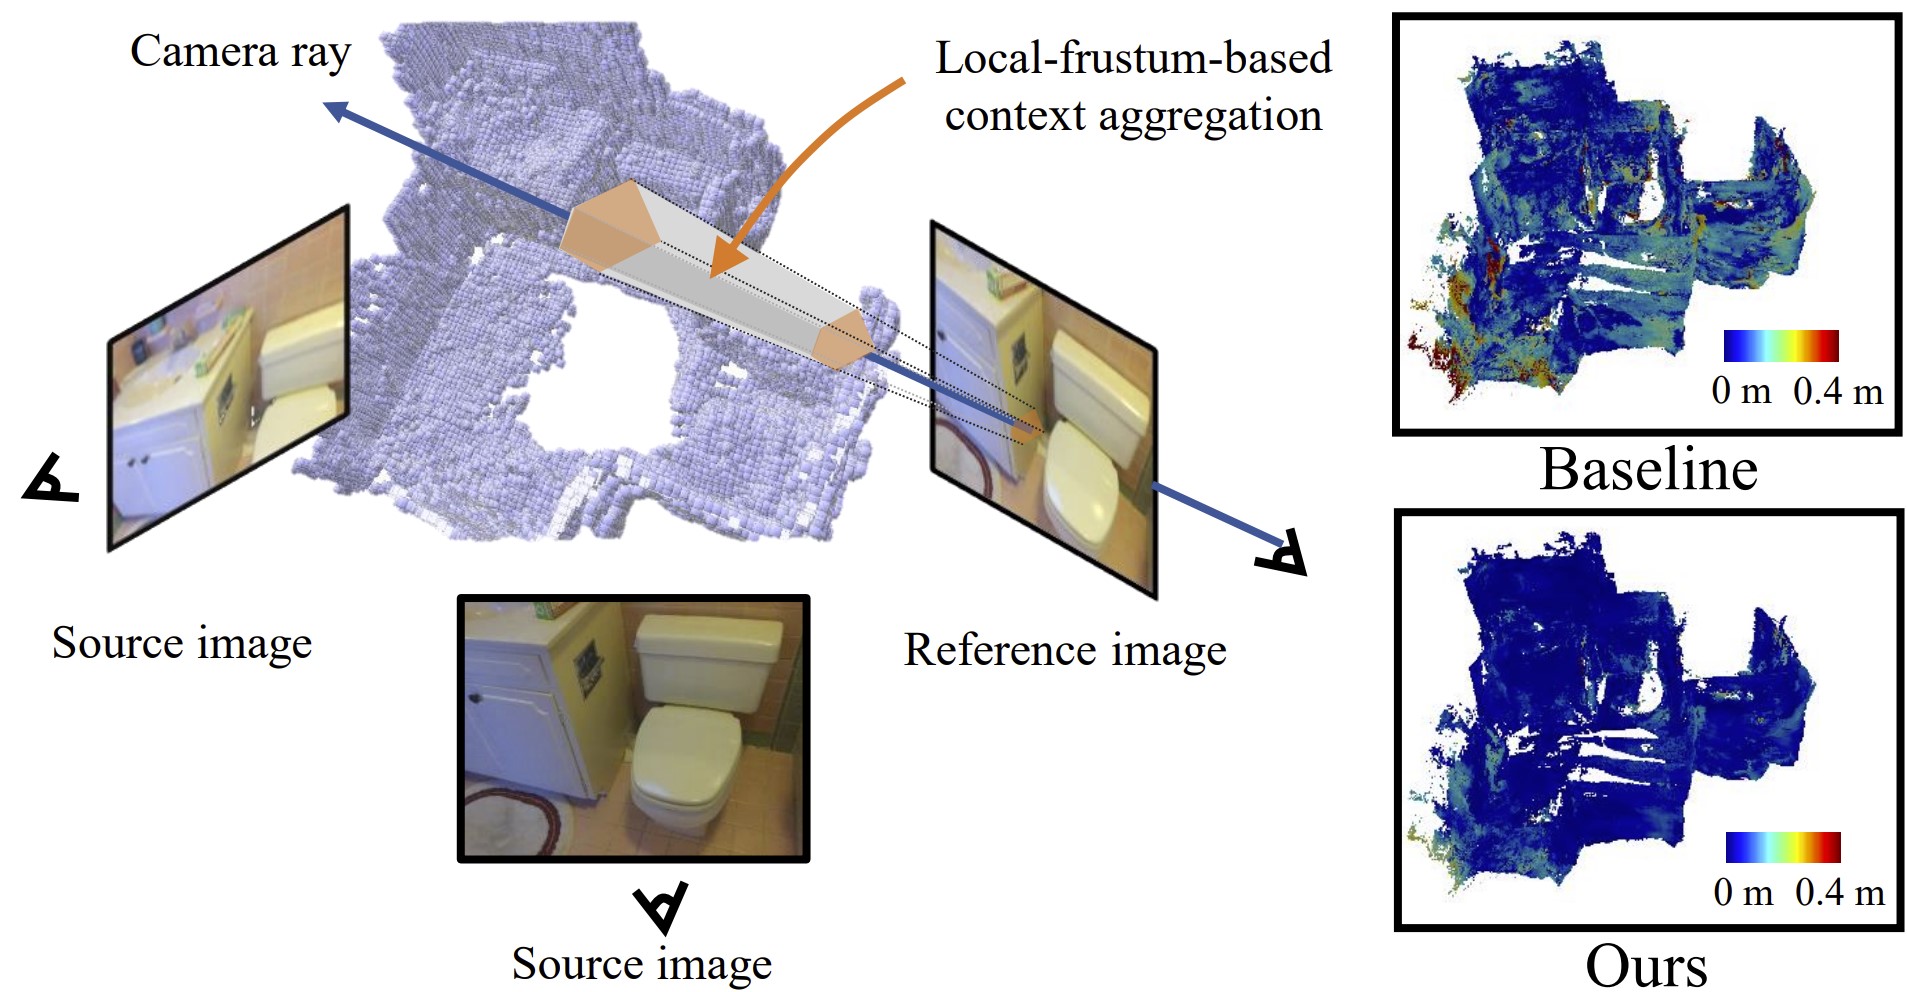 Camera ray
Local-frustum-based
context aggregation
Source image
Reference image
Source image
0 m 0.4 m
Baseline
0 m 0.4 m
Ours